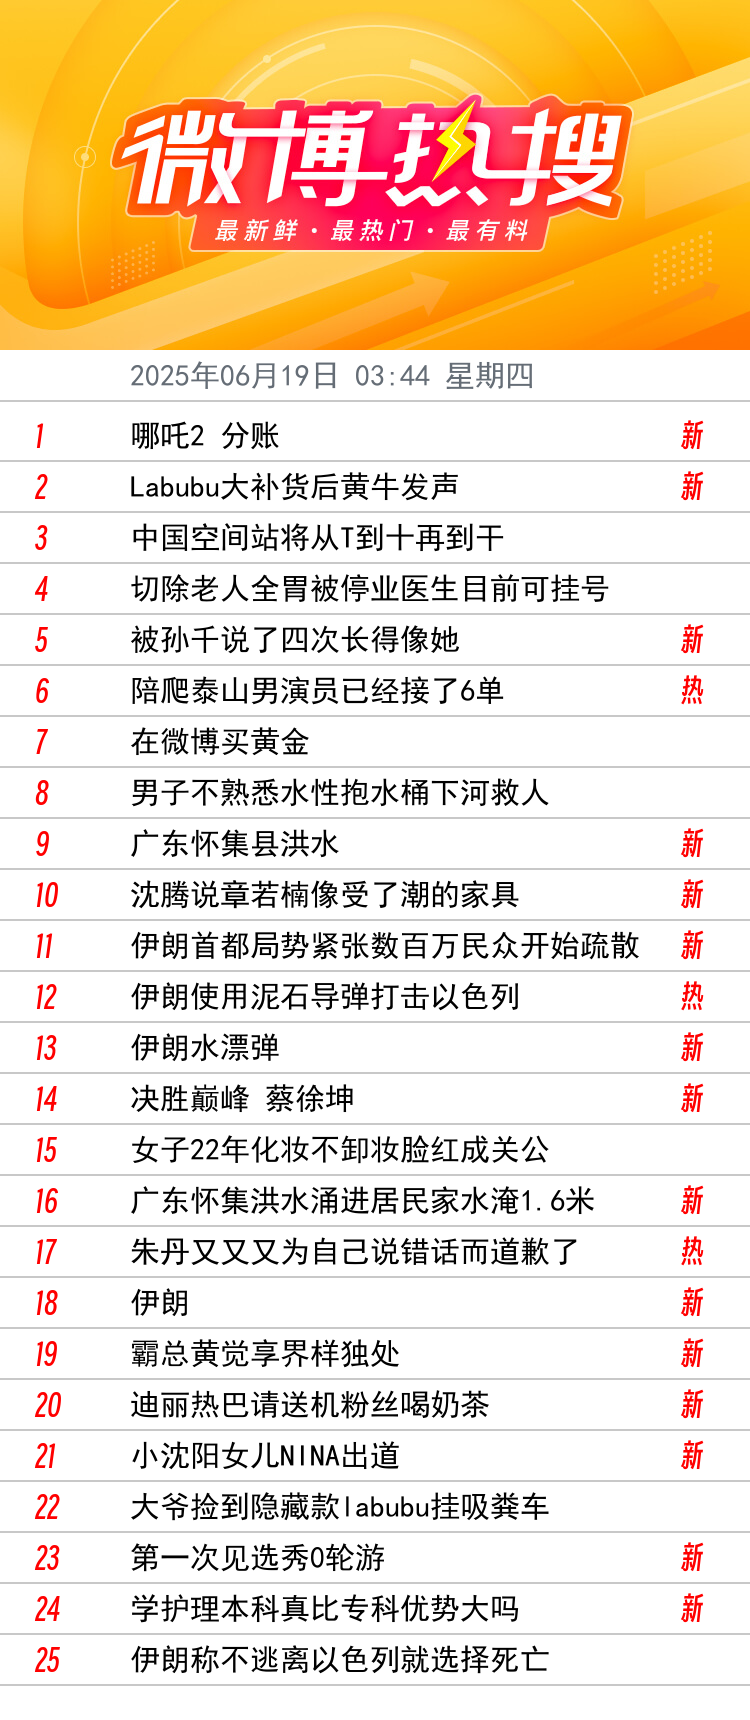 微博热搜
最新鲜·最热门·最有料
2025年06月19日 03:44 星期四
1 哪吒2 分账 新
2 Labubu大补货后黄牛发声 新
3 中国空间站将从T到十再到干
4 切除老人全胃被停业医生目前可挂号
5 被孙千说了四次长得像她 新
6 陪爬泰山男演员已经接了6单 热
7 在微博买黄金
8 男子不熟悉水性抱水桶下河救人
9 广东怀集县洪水 新
10 沈腾说章若楠像受了潮的家具 新
11 伊朗首都局势紧张数百万民众开始疏散 新
12 伊朗使用泥石导弹打击以色列 热
13 伊朗水漂弹 新
14 决胜巅峰 蔡徐坤 新
15 女子22年化妆不卸妆脸红成关公
16 广东怀集洪水涌进居民家水淹1.6米 新
17 朱丹又又又为自己说错话而道歉了 热
18 伊朗 新
19 霸总黄觉享界样独处 新
20 迪丽热巴请送机粉丝喝奶茶 新
21 小沈阳女儿NINA出道 新
22 大爷捡到隐藏款labubu挂吸粪车
23 第一次见选秀0轮游 新
24 学护理本科真比专科优势大吗 新
25 伊朗称不逃离以色列就选择死亡